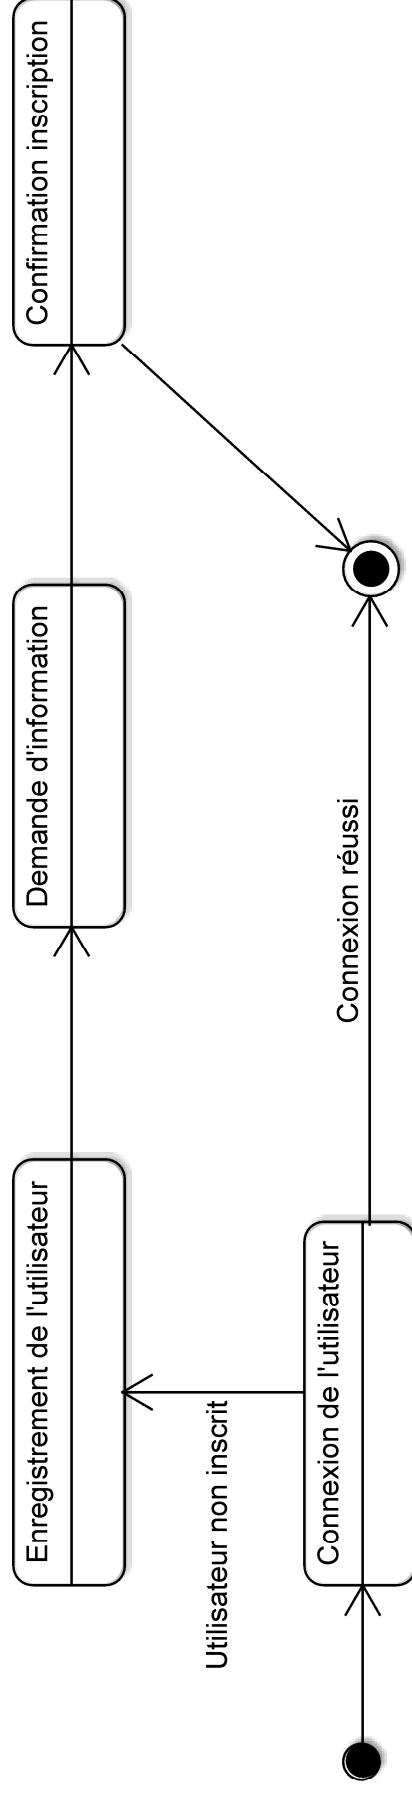 Enregistrement de l'utilisateur
Demande d'information
Confirmation inscription
Utilisateur non inscrit
Connexion de l'utilisateur
Connexion réussi